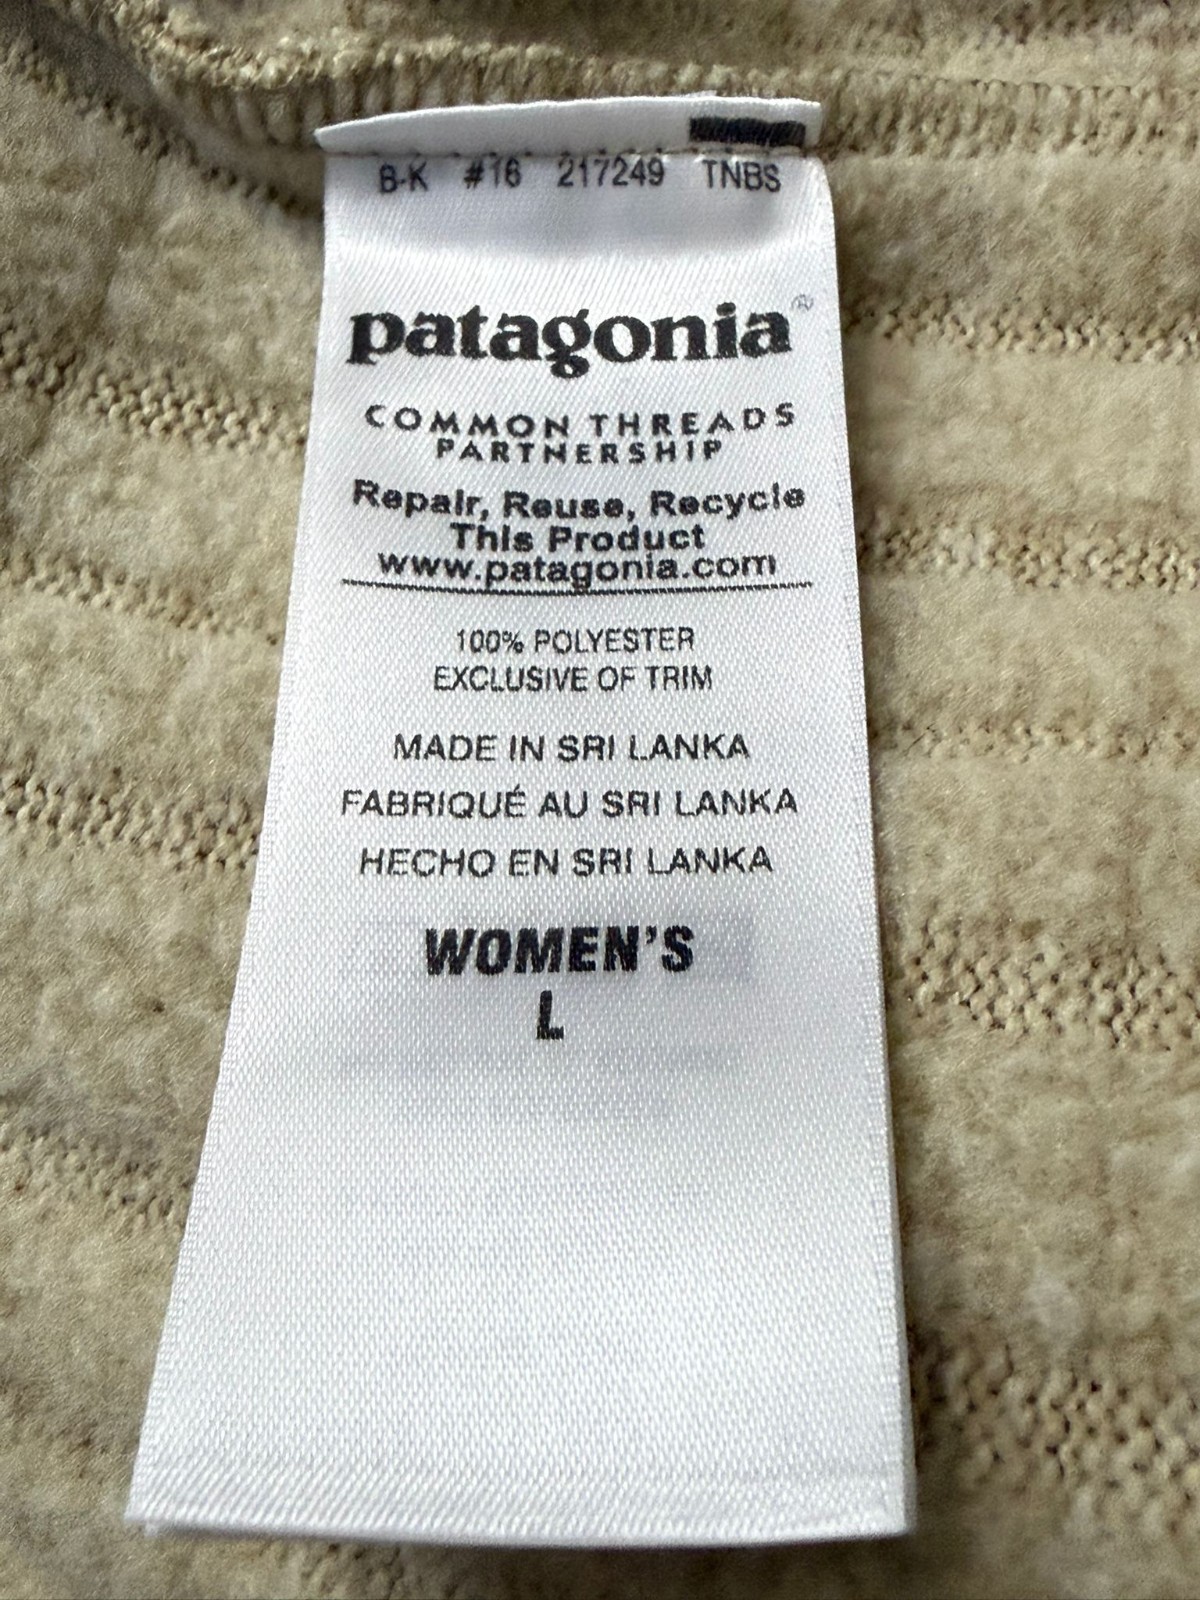 B-K #16 217249 TNBS
patagonia®
COMMON THREADS
PARTNERSHIP
Repair, Reuse, Recycle
This Product
www.patagonia.com
100% POLYESTER
EXCLUSIVE OF TRIM
MADE IN SRI LANKA
FABRIQUÉ AU SRI LANKA
HECHO EN SRI LANKA
WOMEN'S
L